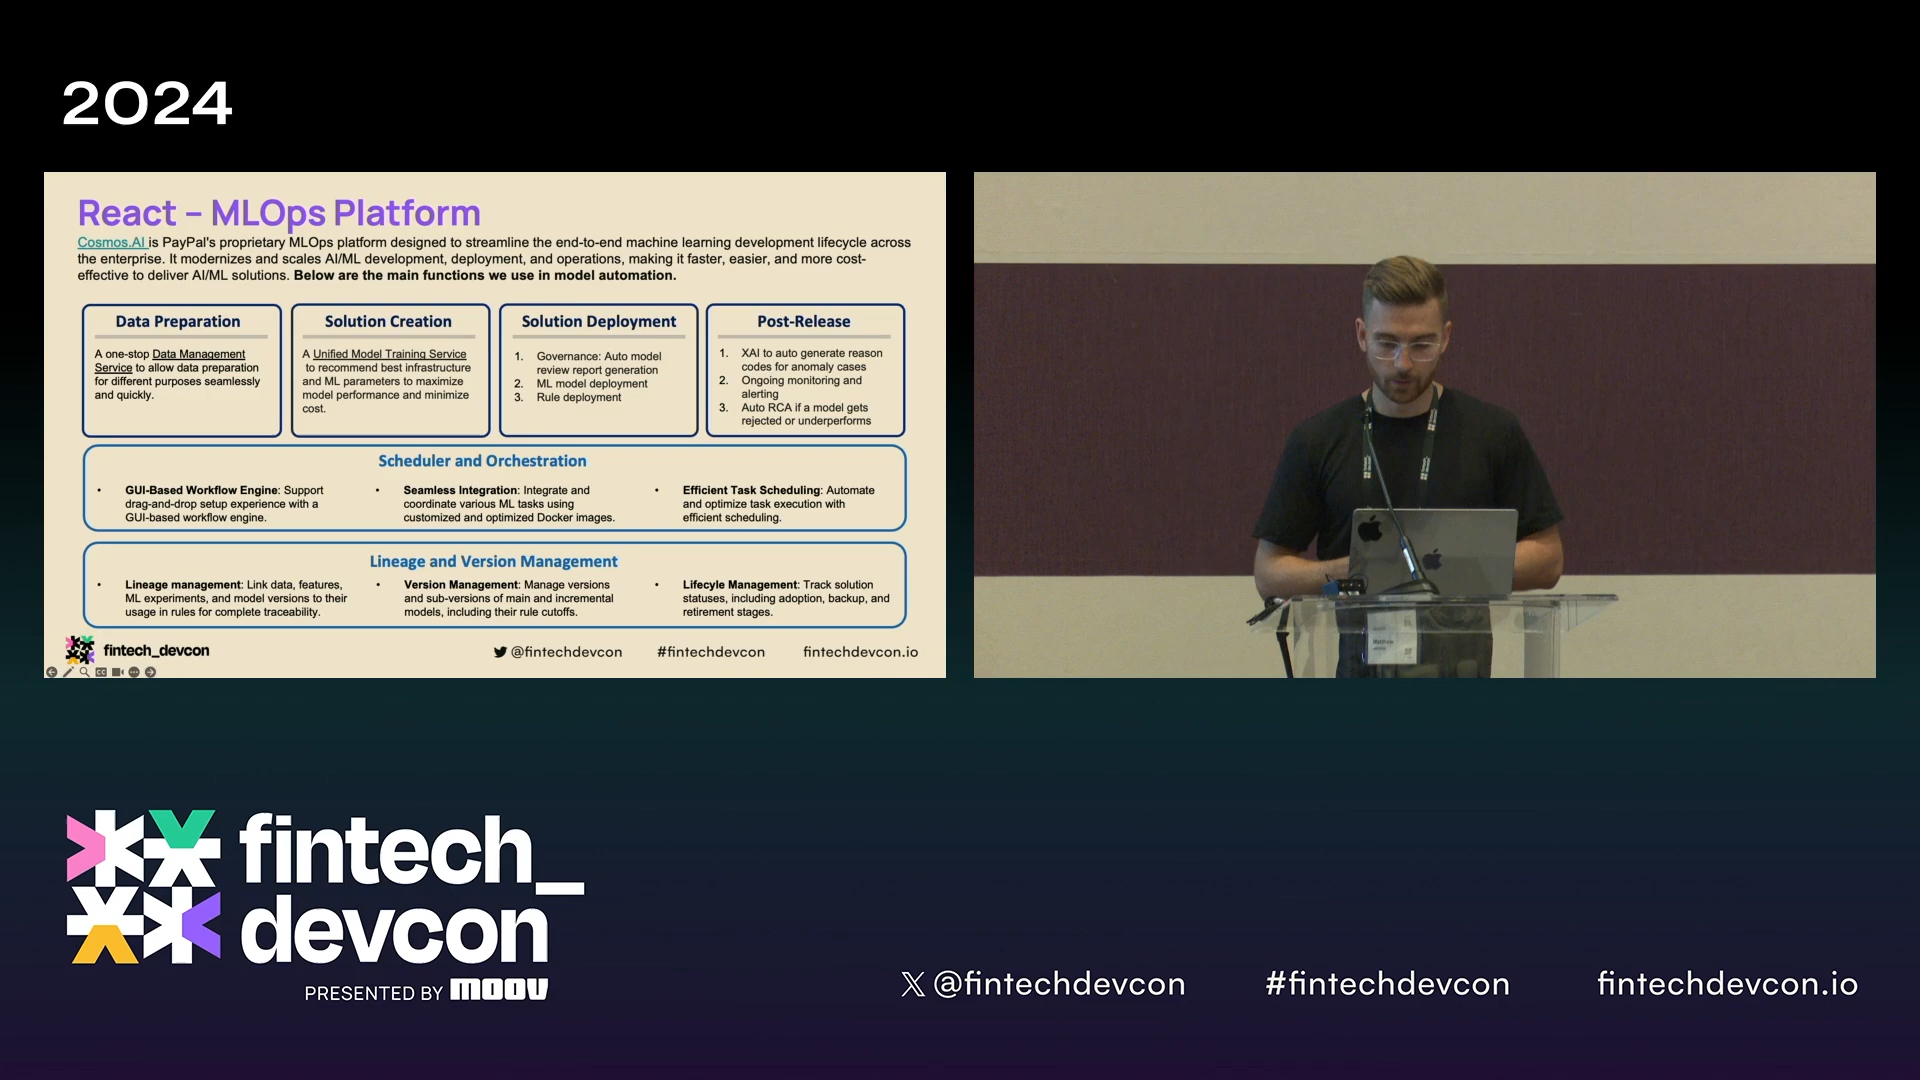 2024
React – MLOps Platform
Cosmos.AI is PayPal's proprietary MLOps platform designed to streamline the end-to-end machine learning development lifecycle across
the enterprise. It modernizes and scales AI/ML development, deployment, and operations, making it faster, easier, and more cost-
effective to deliver AI/ML solutions. Below are the main functions we use in model automation.
Data Preparation
A one-stop Data Management
Service to allow data preparation
for different purposes seamlessly
and quickly.
Solution Creation
A Unified Model Training Service
to recommend best infrastructure
and ML parameters to maximize
model performance and minimize
cost.
Solution Deployment
1. Governance: Auto model
review report generation
2. ML model deployment
3. Rule deployment
Post-Release
1. XAI to auto generate reason
codes for anomaly cases
2. Ongoing monitoring and
alerting
3. Auto RCA if a model gets
rejected or underperforms
Scheduler and Orchestration
• GUI-Based Workflow Engine: Support
drag-and-drop setup experience with a
GUI-based workflow engine.
• Seamless Integration: Integrate and
coordinate various ML tasks using
customized and optimized Docker images.
• Efficient Task Scheduling: Automate
and optimize task execution with
efficient scheduling.
Lineage and Version Management
• Lineage management: Link data, features,
ML experiments, and model versions to their
usage in rules for complete traceability.
• Version Management: Manage versions
and sub-versions of main and incremental
models, including their rule cutoffs.
• Lifecyle Management: Track solution
statuses, including adoption, backup, and
retirement stages.
fintech_devcon
@fintechdevcon
#fintechdevcon
fintechdevcon.io
fintech_
devcon
PRESENTED BY moov
@fintechdevcon
#fintechdevcon
fintechdevcon.io